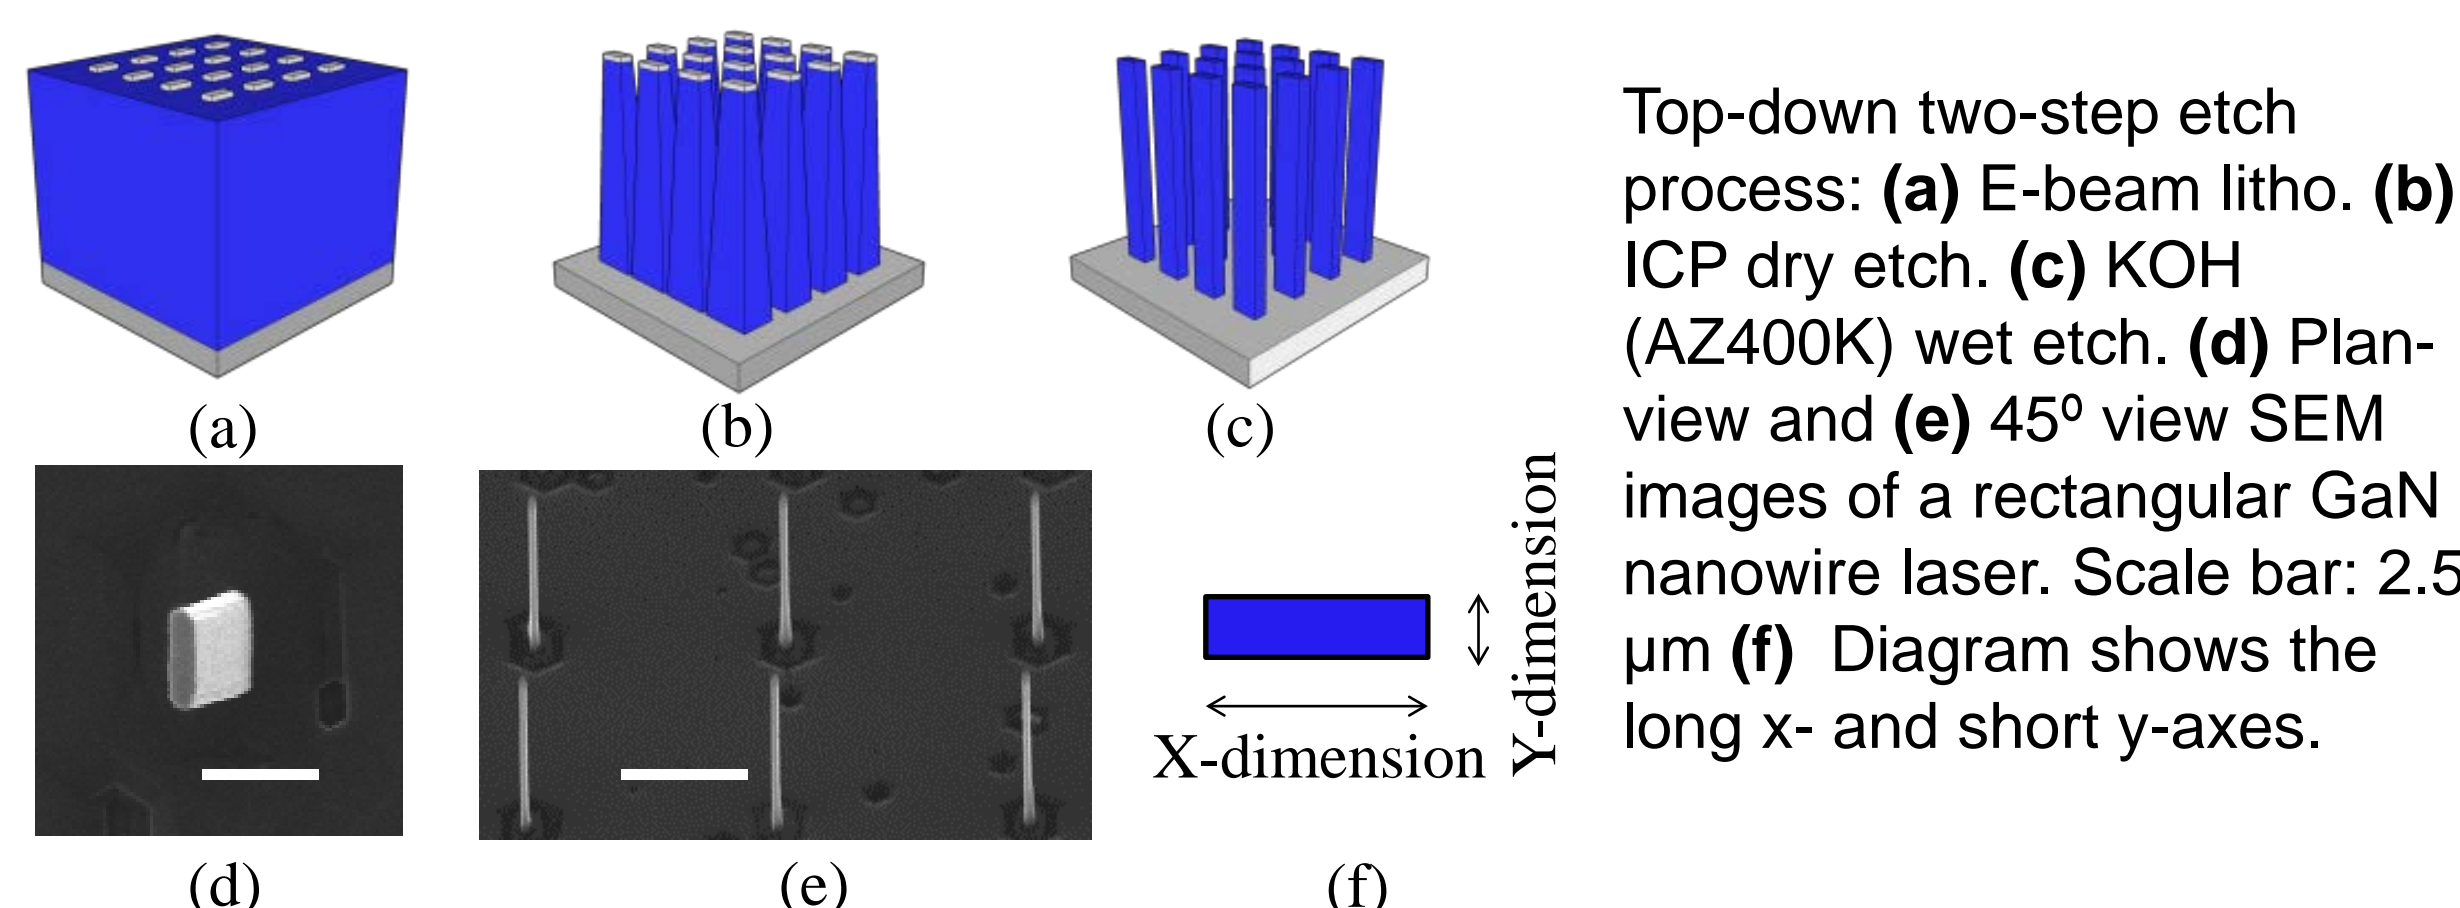 (a)
(b)
(c)
(d)
(e)
(f)
X-dimension
Y-dimension
Top-down two-step etch
process: (a) E-beam litho. (b)
ICP dry etch. (c) KOH
(AZ400K) wet etch. (d) Plan-
view and (e) 45º view SEM
images of a rectangular GaN
nanowire laser. Scale bar: 2.5
µm (f) Diagram shows the
long x- and short y-axes.